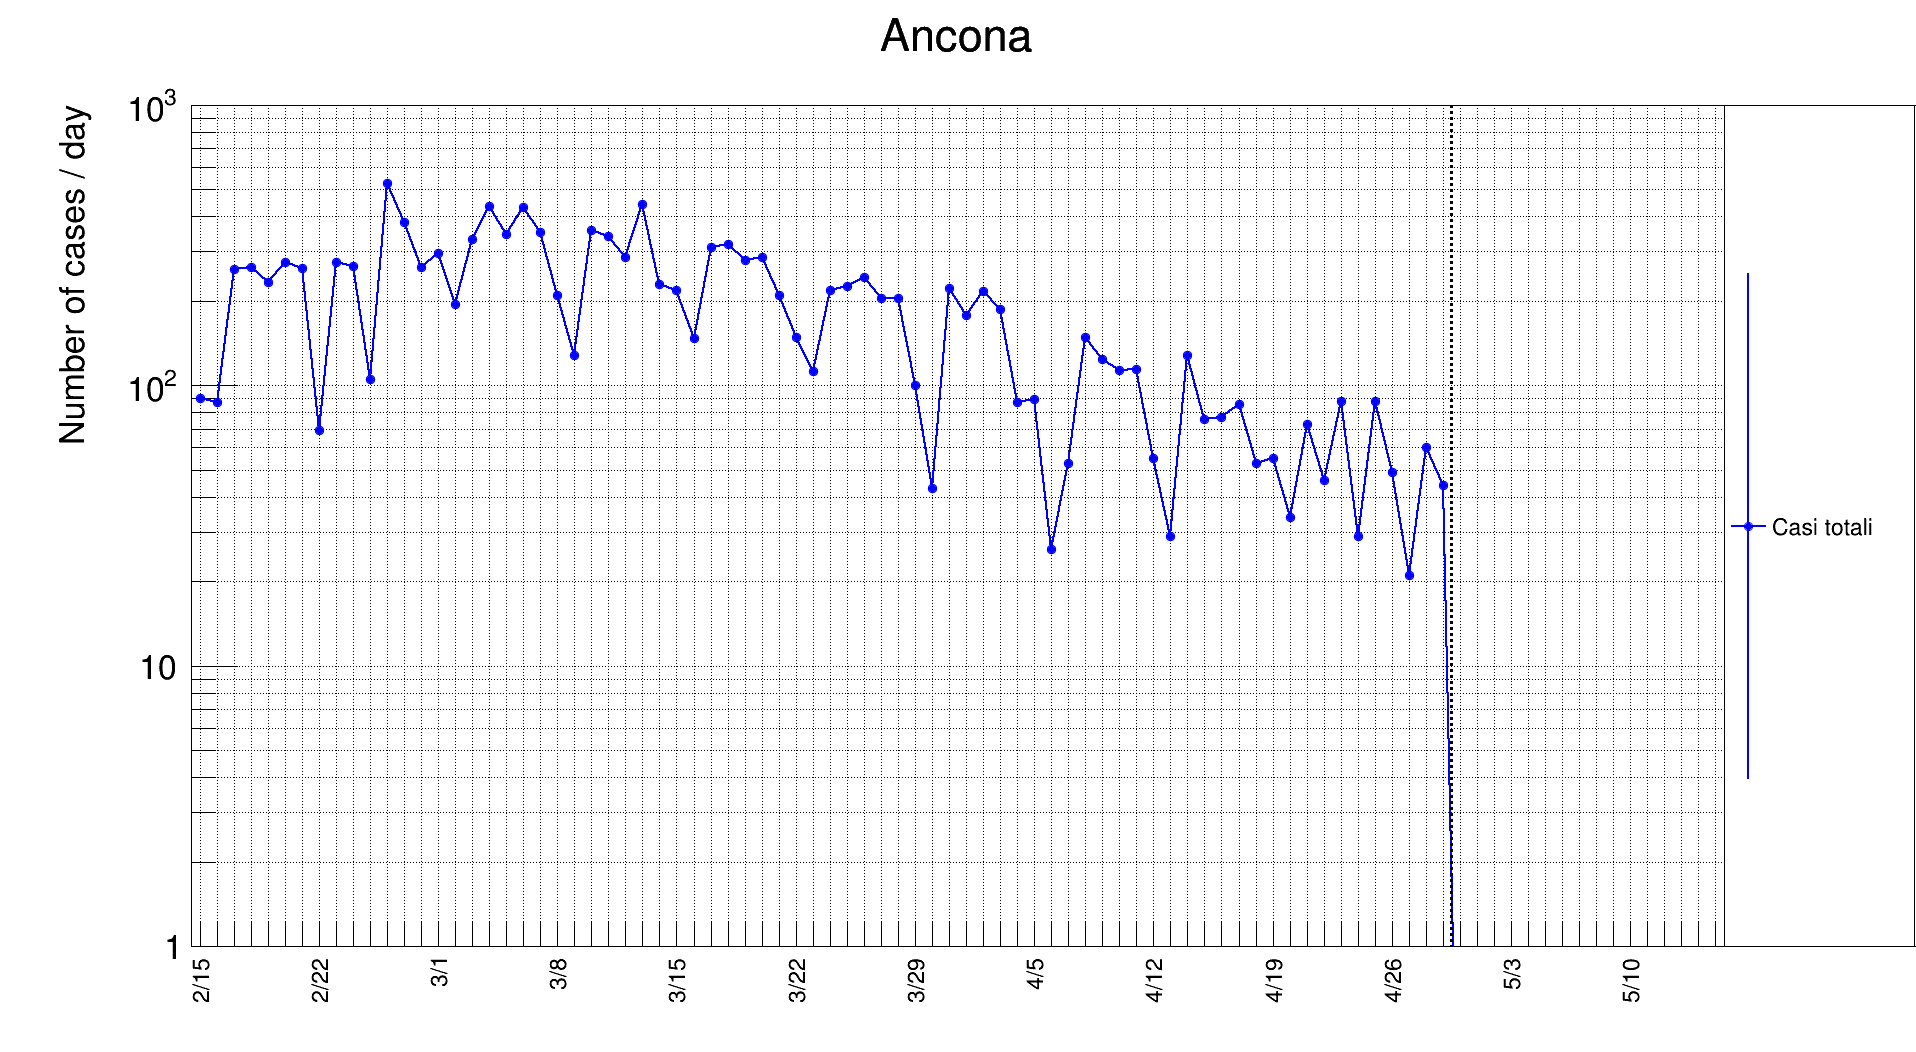 Ancona
Number of cases / day
10³
10²
10
1
2/15 2/22 3/1 3/8 3/15 3/22 3/29 4/5 4/12 4/19 4/26 5/3 5/10
Casi totali